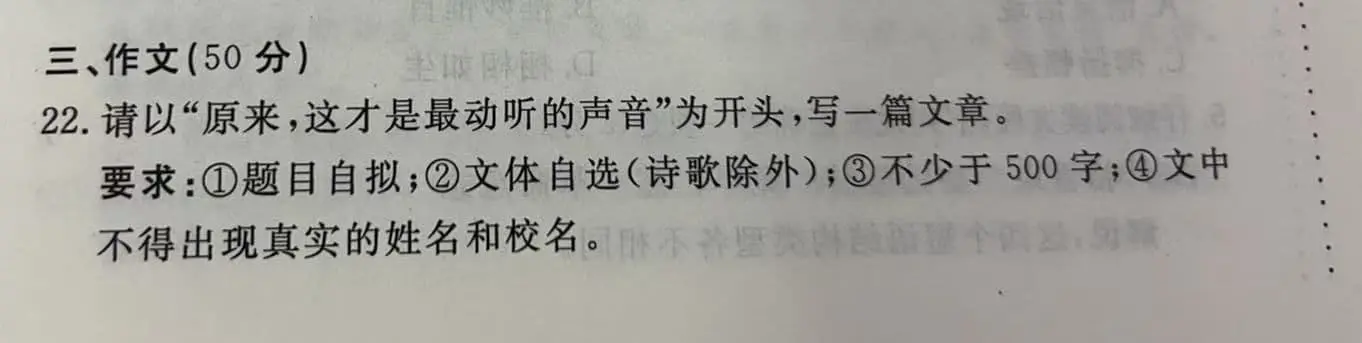 三、作文(50 分)
22. 请以“原来,这才是最动听的声音”为开头,写一篇文章。
要求:①题目自拟;②文体自选(诗歌除外);③不少于 500 字;④文中
不得出现真实的姓名和校名。